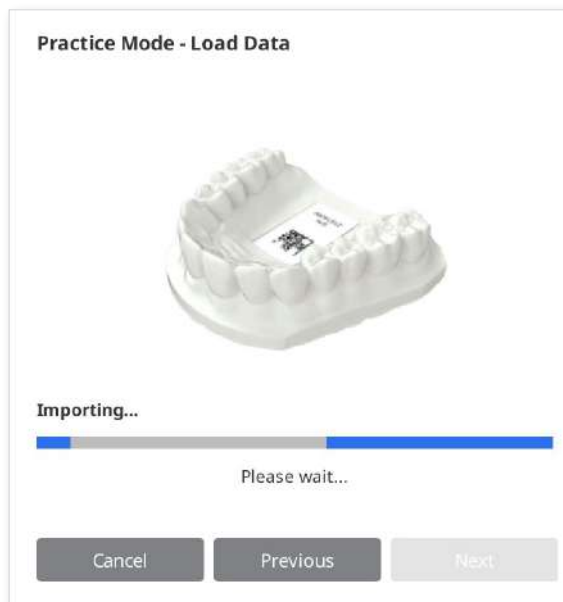 Practice Mode - Load Data
Importing...
Please wait...
Cancel
Previous
Next